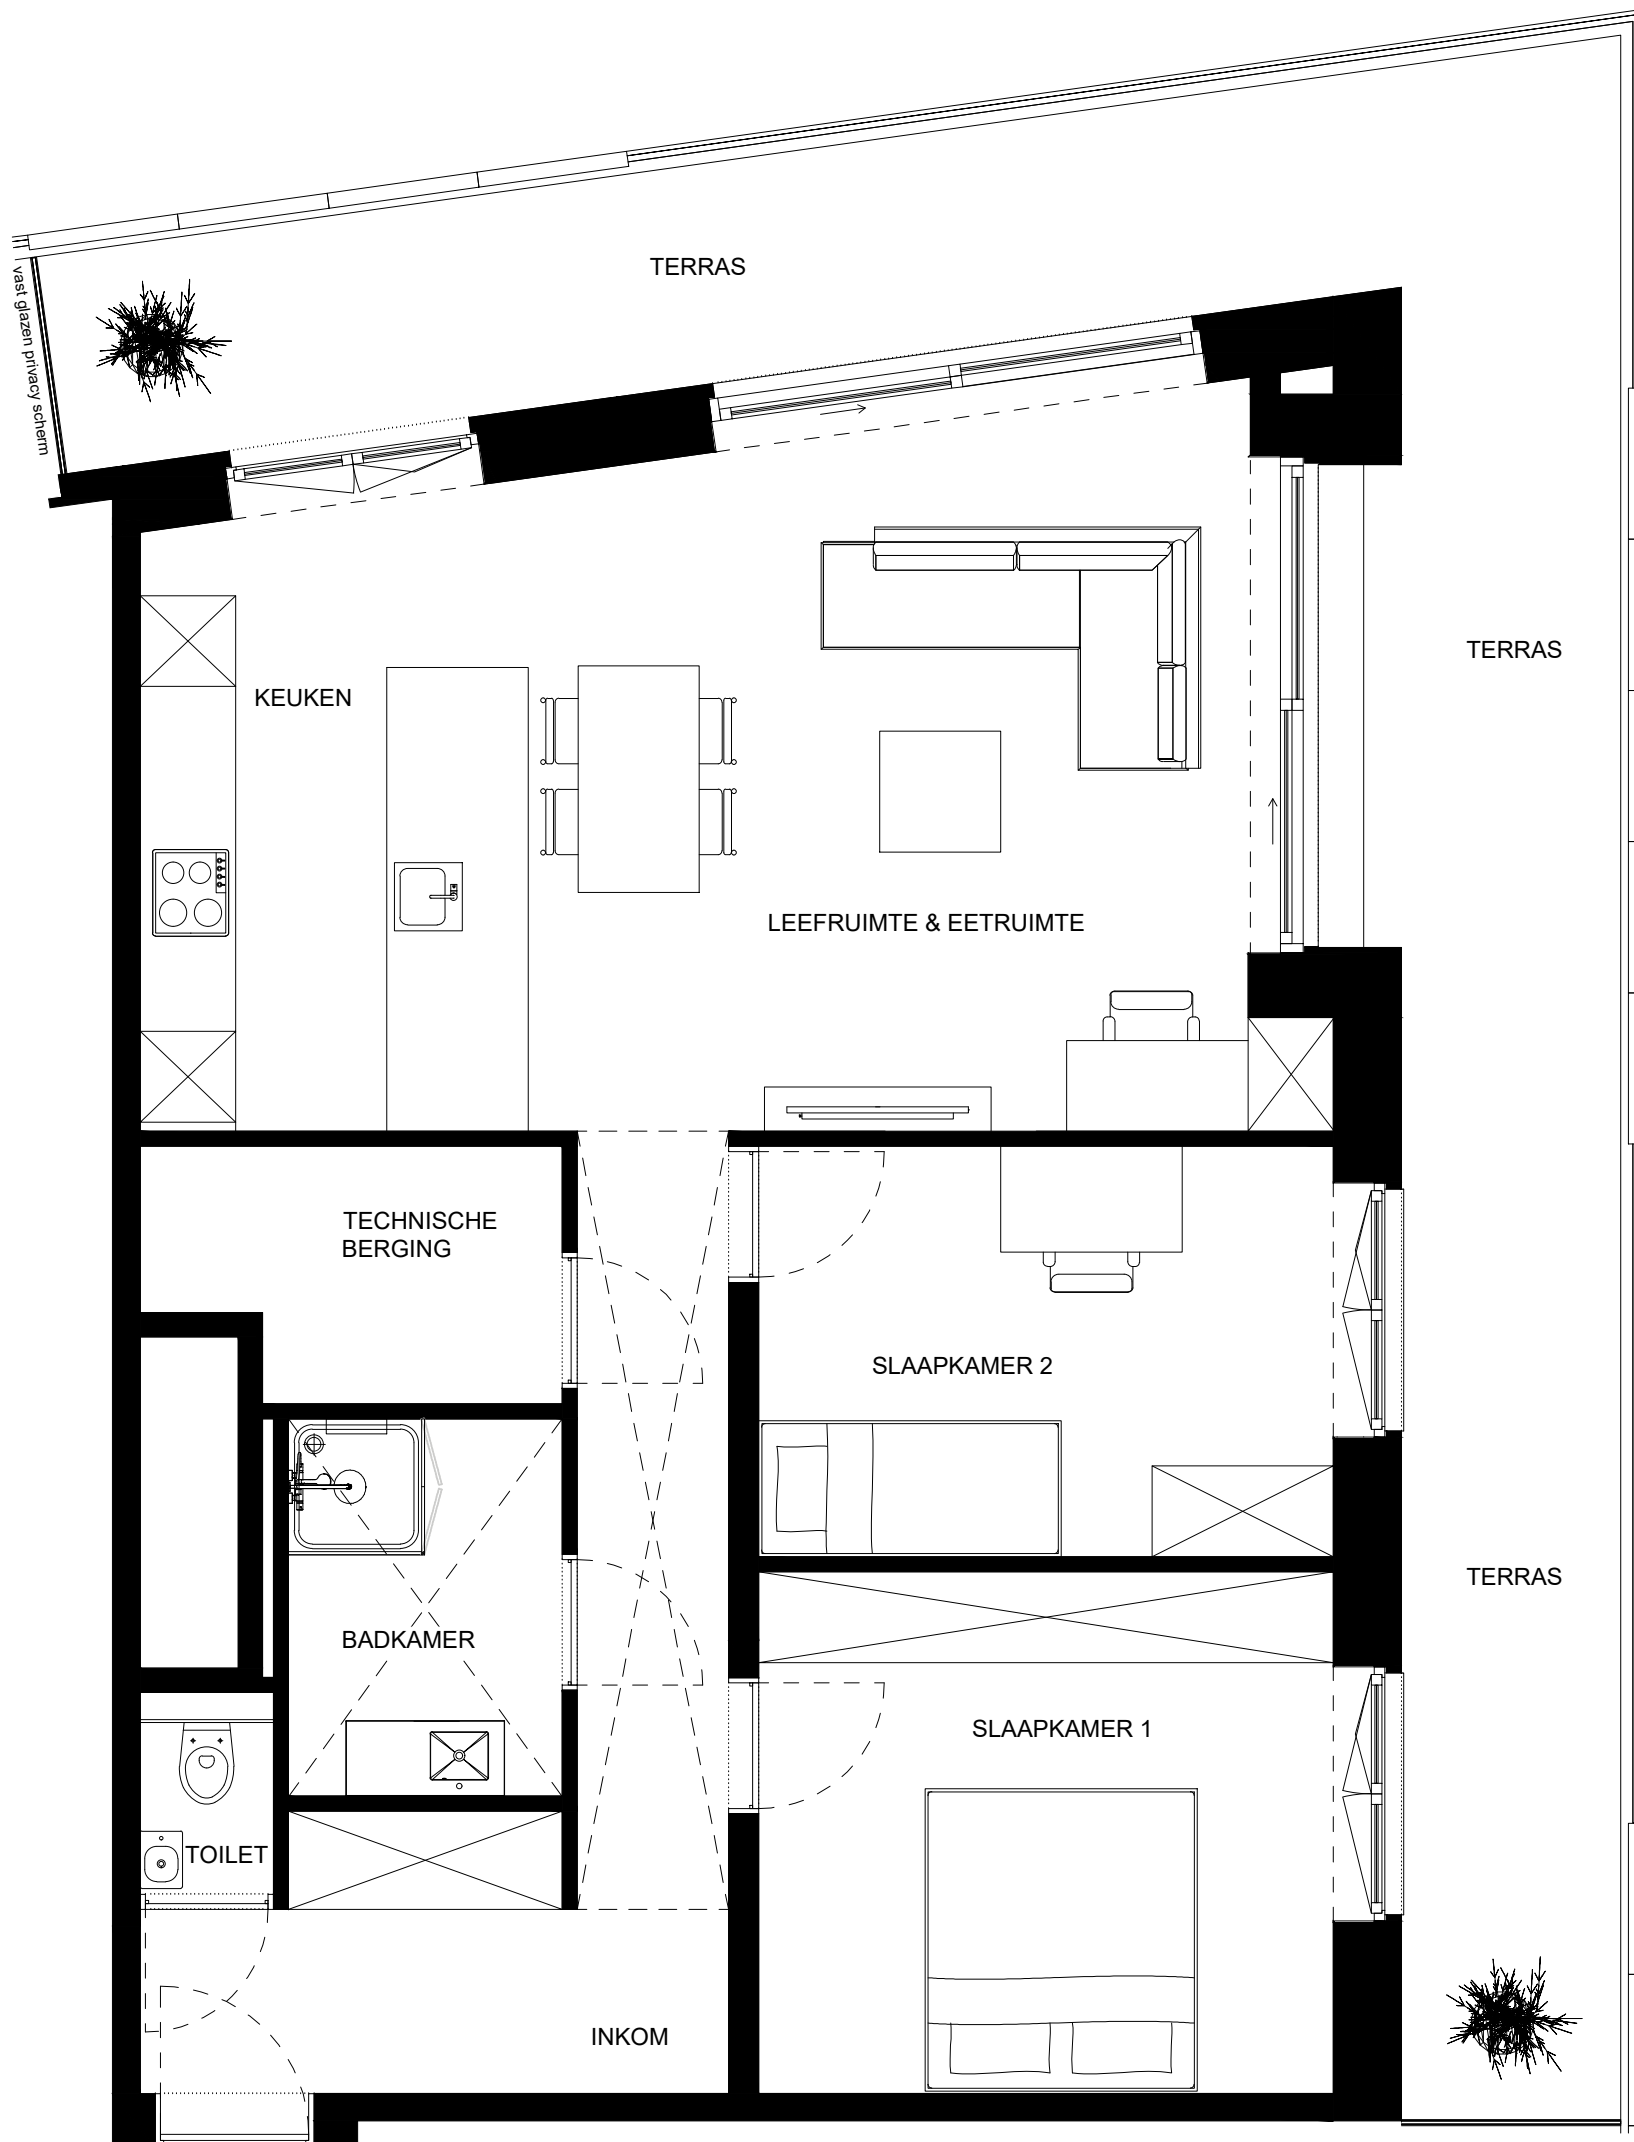 TERRAS
vast glazen privacy scherm
TERRAS
KEUKEN
LEEFRUIMTE & EETRUIMTE
TECHNISCHE
BERGING
SLAAPKAMER 2
TERRAS
BADKAMER
SLAAPKAMER 1
TOILET
INKOM